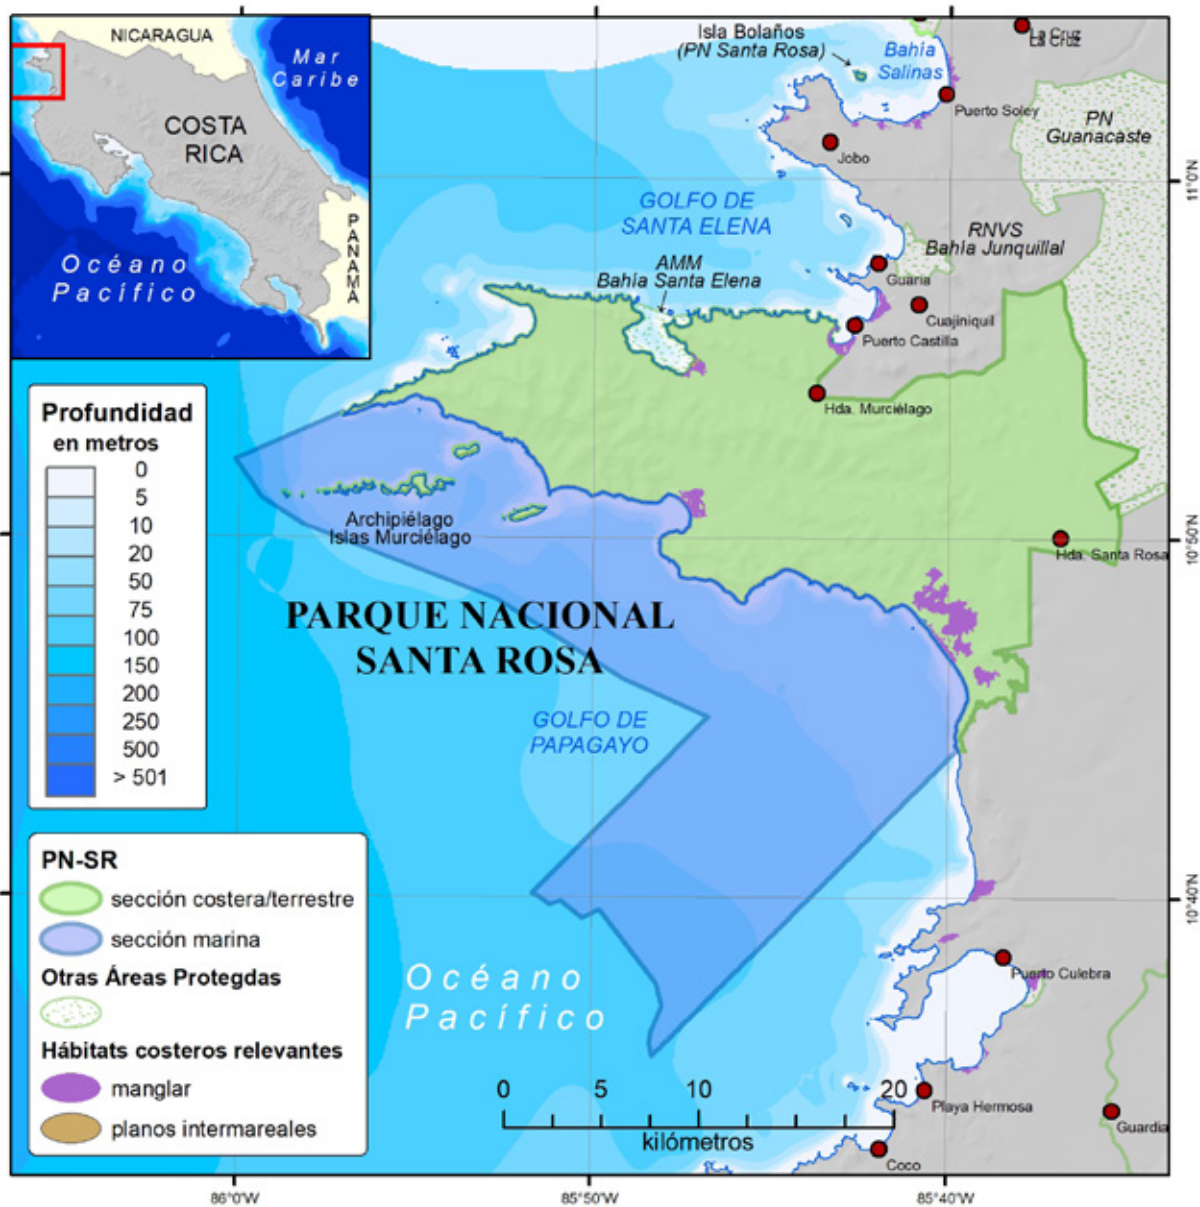 NICARAGUA
Mar
Caribe
COSTA
RICA
PANAMA
Océano
Pacífico
Isla Bolaños
(PN Santa Rosa)
Bahía
Salinas
La Cruz
La Cruz
Puerto Soley
PN
Guanacaste
Jobo
11°0'N
GOLFO DE
SANTA ELENA
RNVS
Bahía Junquillal
AMM
Bahía Santa Elena
Guaria
Cuajiniquil
Puerto Castilla
Hda. Murciélago
Profundidad
en metros
0
5
10
20
50
75
100
150
200
250
500
> 501
Archipiélago
Islas Murciélago
10°50'N
Hda. Santa Rosa
PARQUE NACIONAL
SANTA ROSA
GOLFO DE
PAPAGAYO
PN-SR
sección costera/terrestre
sección marina
Otras Áreas Protegdas
Hábitats costeros relevantes
manglar
planos intermareales
10°40'N
Océano
Pacífico
Puerto Culebra
0 5 10 20
kilómetros
Playa Hermosa
Guardia
Coco
86°0'W
85°50'W
85°40'W